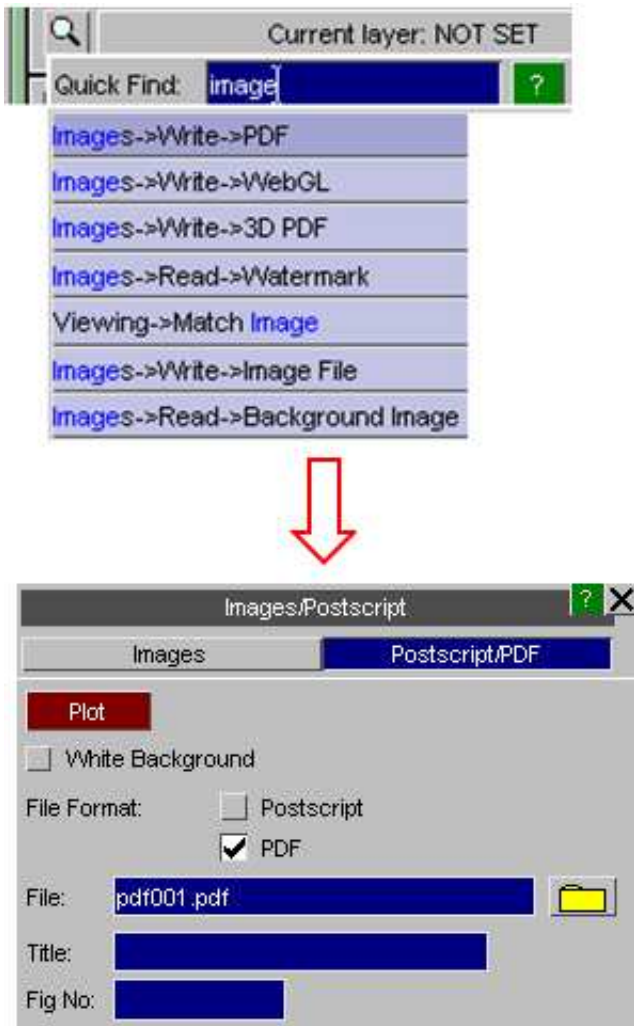 Current layer: NOT SET
Quick Find: image ?
Images->Write->PDF
Images->Write->WebGL
Images->Write->3D PDF
Images->Read->Watermark
Viewing->Match Image
Images->Write->Image File
Images->Read->Background Image
Images/Postscript ? X
Images Postscript/PDF
Plot
White Background
File Format: Postscript
PDF
File: pdf001.pdf
Title:
Fig No: